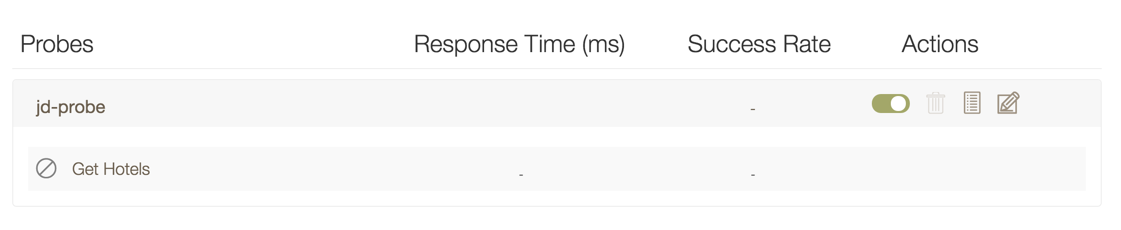 Probes Response Time (ms) Success Rate Actions
jd-probe -
Get Hotels - -